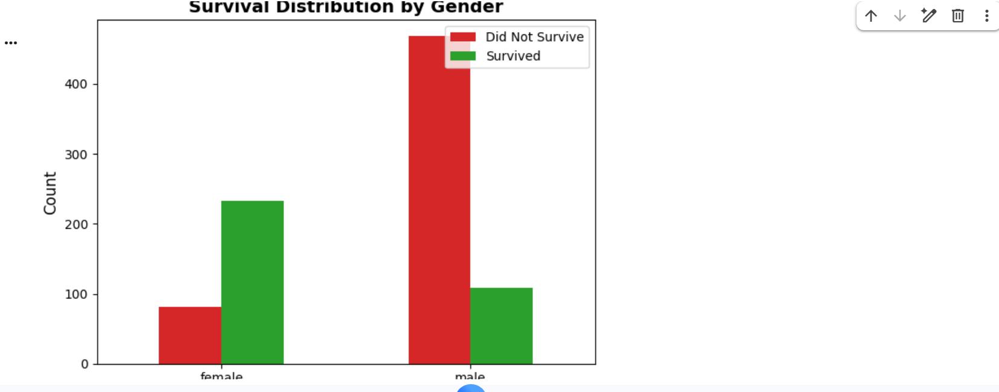 Survival Distribution by Gender
Did Not Survive
Survived
400
300
200
100
0
Count
female
male